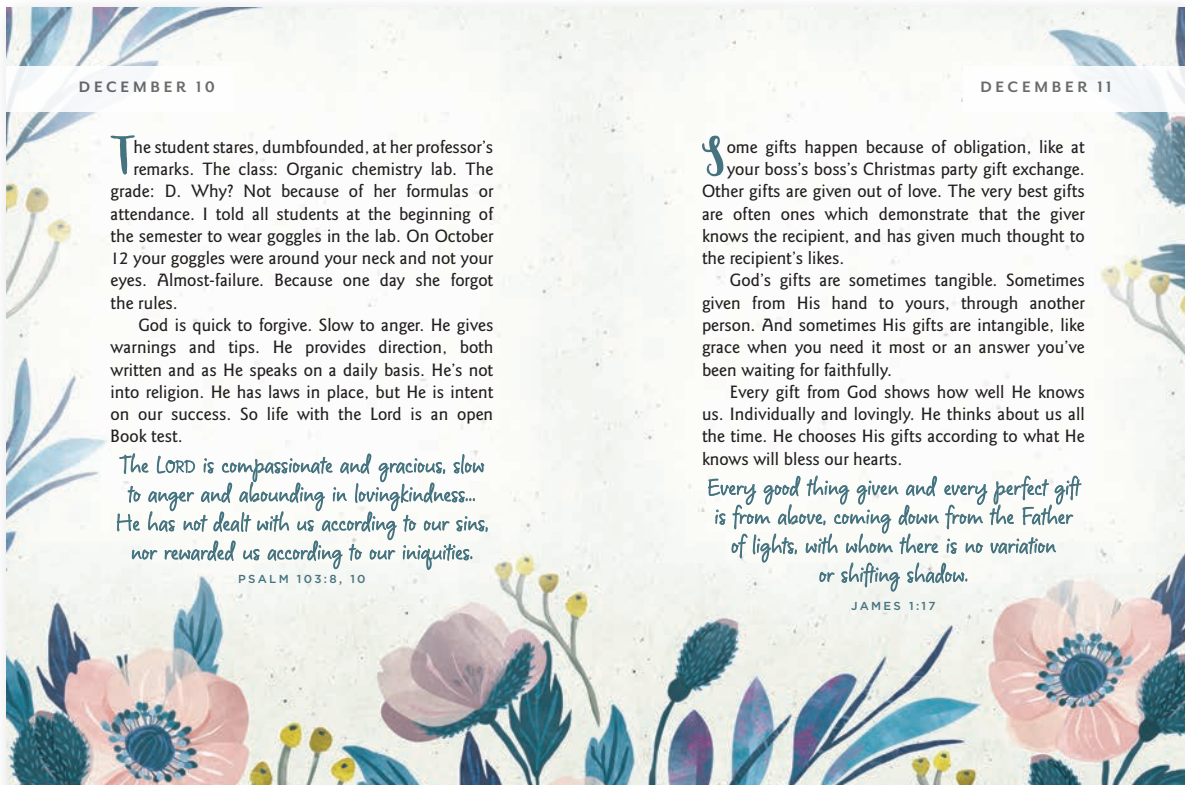 DECEMBER 10
The student stares, dumbfounded, at her professor's
remarks. The class: Organic chemistry lab. The
grade: D. Why? Not because of her formulas or
attendance. I told all students at the beginning of
the semester to wear goggles in the lab. On October
12 your goggles were around your neck and not your
eyes. Almost-failure. Because one day she forgot
the rules.
God is quick to forgive. Slow to anger. He gives
warnings and tips. He provides direction, both
written and as He speaks on a daily basis. He's not
into religion. He has laws in place, but He is intent
on our success. So life with the Lord is an open
Book test.
The LORD is compassionate and gracious, slow
to anger and abounding in lovingkindness...
He has not dealt with us according to our sins,
nor rewarded us according to our iniquities.
PSALM 103:8, 10
DECEMBER 11
Some gifts happen because of obligation, like at
your boss's boss's Christmas party gift exchange.
Other gifts are given out of love. The very best gifts
are often ones which demonstrate that the giver
knows the recipient, and has given much thought to
the recipient's likes.
God's gifts are sometimes tangible. Sometimes
given from His hand to yours, through another
person. And sometimes His gifts are intangible, like
grace when you need it most or an answer you've
been waiting for faithfully.
Every gift from God shows how well He knows
us. Individually and lovingly. He thinks about us all
the time. He chooses His gifts according to what He
knows will bless our hearts.
Every good thing given and every perfect gift
is from above, coming down from the Father
of lights, with whom there is no variation
or shifting shadow.
JAMES 1:17